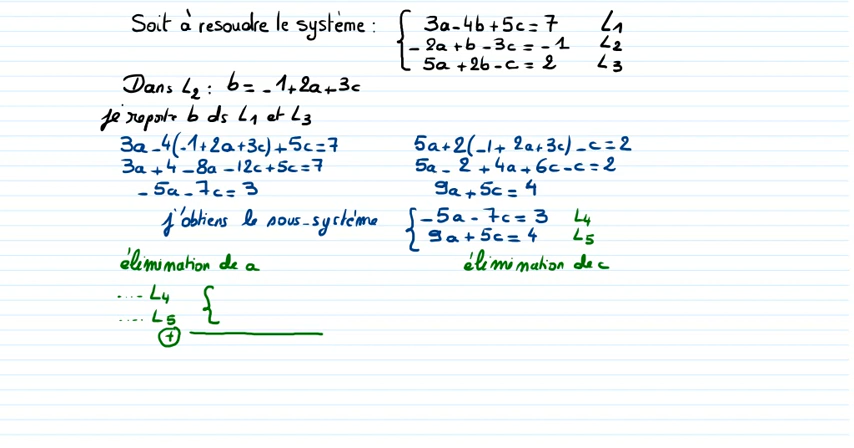 Soit à resoudre le système : { 3a-4b+5c=7 L1
-2a+b-3c=-1 L2
5a+2b-c=2 L3
Dans L2 : b=-1+2a+3c
je reporte b ds L1 et L3
3a-4(-1+2a+3c)+5c=7
3a+4-8a-12c+5c=7
-5a-7c=3
5a+2(-1+2a+3c)-c=2
5a-2+4a+6c-c=2
9a+5c=4
j'obtiens le sous-système { -5a-7c=3 L4
9a+5c=4 L5
élimination de a
.... L4 {
.... L5
+
élimination de c